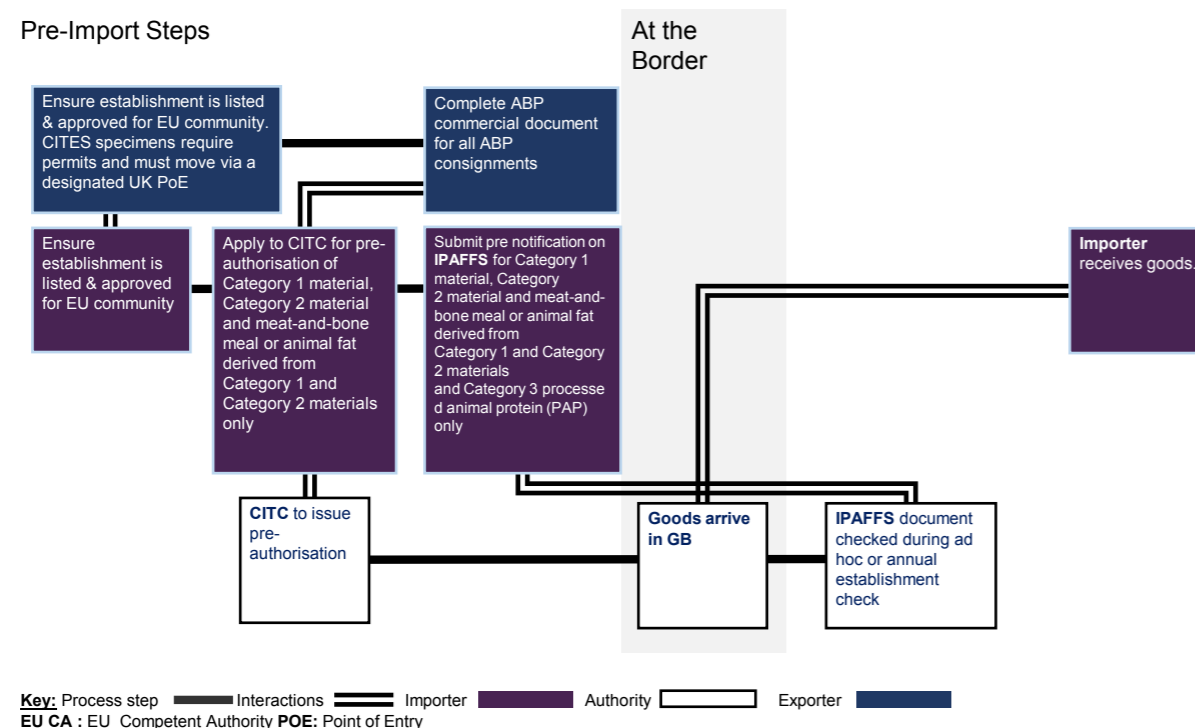 Pre-Import Steps
At the
Border
Ensure establishment is listed
& approved for EU community.
CITES specimens require
permits and must move via a
designated UK PoE
Complete ABP
commercial document
for all ABP
consignments
Ensure
establishment is
listed & approved
for EU community
Apply to CITC for pre-
authorisation of
Category 1 material,
Category 2 material
and meat-and-bone
meal or animal fat
derived from
Category 1 and
Category 2 materials
only
Submit pre notification on
IPAFFS for Category 1
material, Category
2 material and meat-and-
bone meal or animal fat
derived from
Category 1 and Category
2 materials
and Category 3 processe
d animal protein (PAP)
only
Importer
receives goods.
CITC to issue
pre-
authorisation
Goods arrive
in GB
IPAFFS document
checked during ad
hoc or annual
establishment
check
Key: Process step Interactions Importer Authority Exporter
EU CA : EU Competent Authority POE: Point of Entry